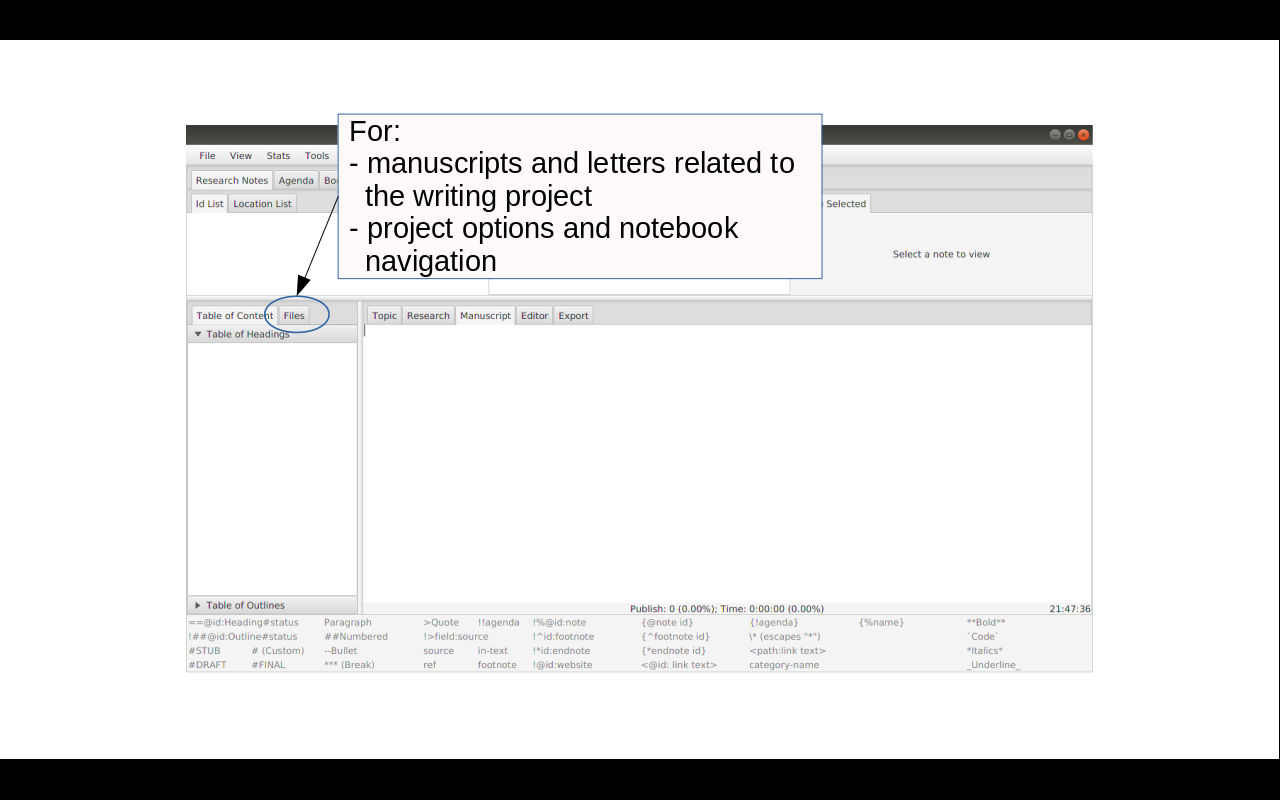 For:
- manuscripts and letters related to
the writing project
- project options and notebook
navigation
File View Stats Tools
Research Notes Agenda
Id List Location List Selected
Select a note to view
Table of Content Files Topic Research Manuscript Editor Export
Table of Headings
Table of Outlines
Publish: 0 (0.00%); Time: 0:00:00 (0.00%) 21:47:36
==@id:Heading#status Paragraph >Quote !!agenda !%@id:note {@note id} {!agenda} {%name} **Bold**
!##@id:Outline#status ##Numbered !>field:source !^id:footnote {^footnote id} \* (escapes "*") `Code`
#STUB # (Custom) --Bullet source in-text !*id:endnote {*endnote id} <path:link text> *Italics*
#DRAFT #FINAL *** (Break) ref footnote !@id:website <@id: link text> category-name _Underline_